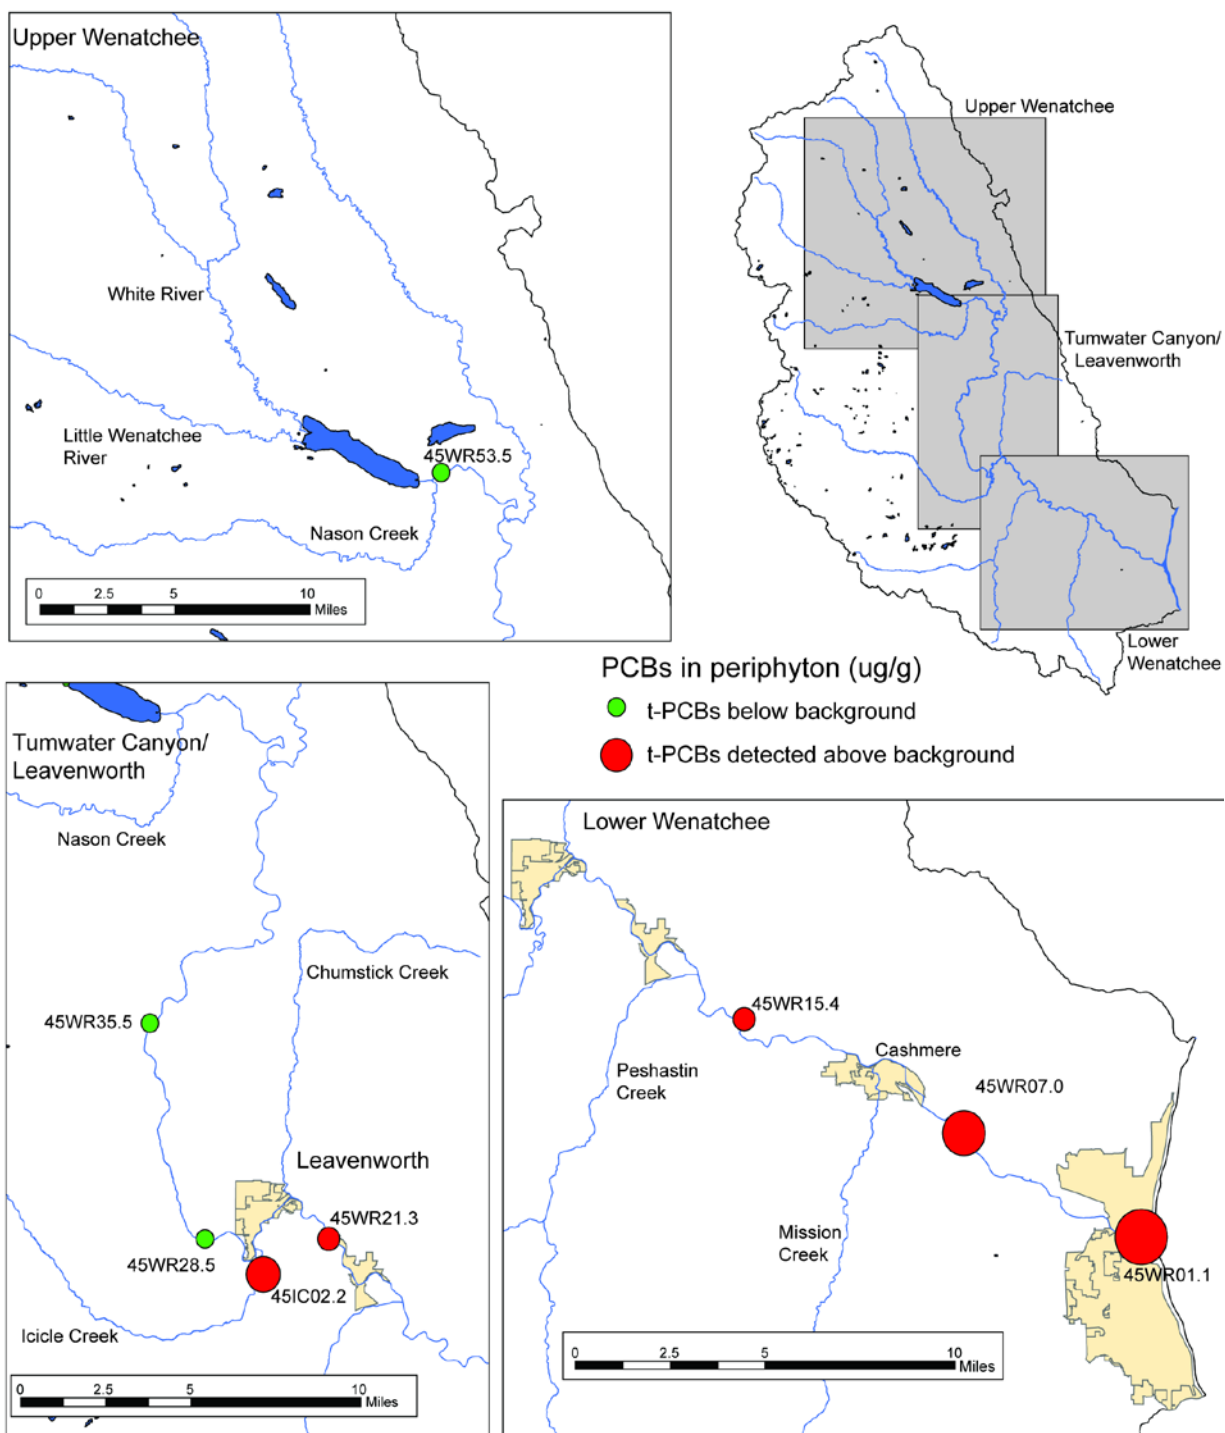 Upper Wenatchee
White River
Little Wenatchee
River
45WR53.5
Nason Creek
0 5 10
Miles
Upper Wenatchee
Tumwater Canyon/
Leavenworth
Lower
Wenatchee
PCBs in periphyton (ug/g)
t-PCBs below background
t-PCBs detected above background
Tumwater Canyon/
Leavenworth
Nason Creek
Chumstick Creek
45WR35.5
Leavenworth
45WR21.3
45WR28.5
45IC02.2
Icicle Creek
0 2.5 5 10
Miles
Lower Wenatchee
45WR15.4
Cashmere
Peshastin
Creek
45WR07.0
Mission
Creek
45WR01.1
0 2.5 5 10
Miles